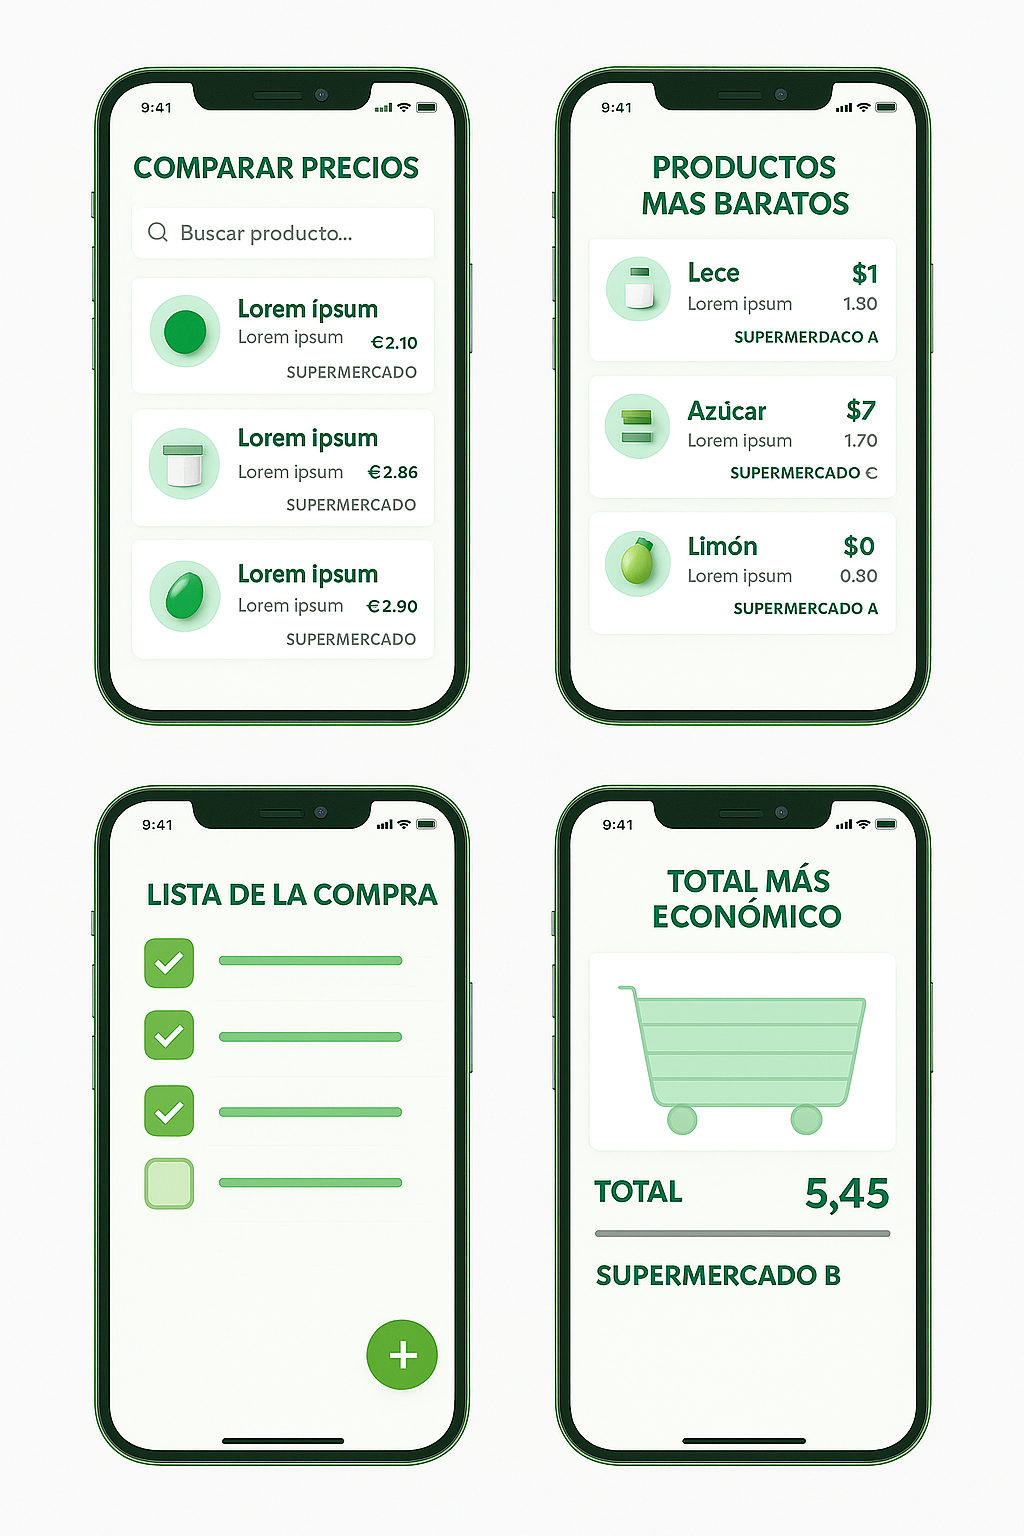 9:41
COMPARAR PRECIOS
Buscar producto...
Lorem ípsum
Lorem ipsum €2.10
SUPERMERCADO
Lorem ipsum
Lorem ipsum €2.86
SUPERMERCADO
Lorem ipsum
Lorem ipsum €2.90
SUPERMERCADO
9:41
PRODUCTOS
MAS BARATOS
Lece $1
Lorem ipsum 1.80
SUPERMERDACO A
Azúcar $7
Lorem ipsum 1.70
SUPERMERCADO €
Limón $0
Lorem ipsum 0.80
SUPERMERCADO A
9:41
LISTA DE LA COMPRA
9:41
TOTAL MÁS
ECONÓMICO
TOTAL 5,45
SUPERMERCADO B